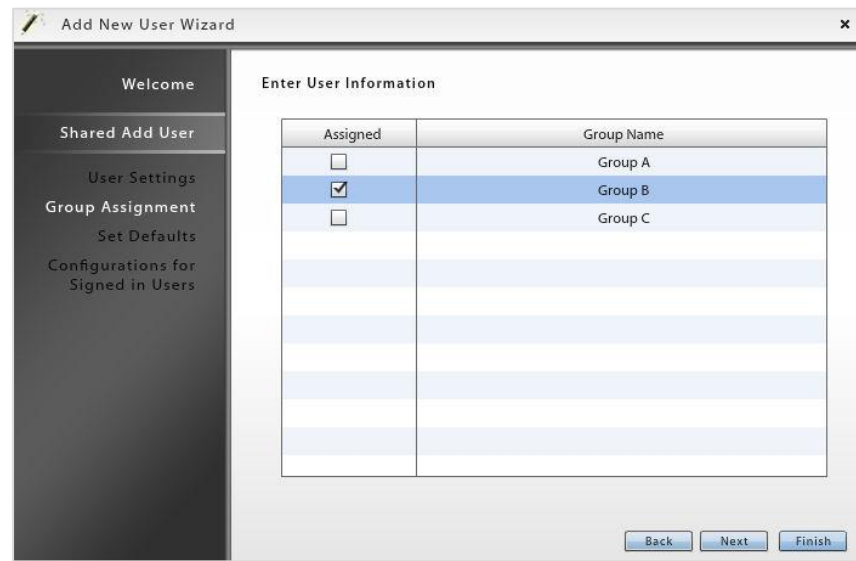 Add New User Wizard
Welcome
Shared Add User
User Settings
Group Assignment
Set Defaults
Configurations for
Signed in Users
Enter User Information
Assigned Group Name
Group A
Group B
Group C
Back Next Finish